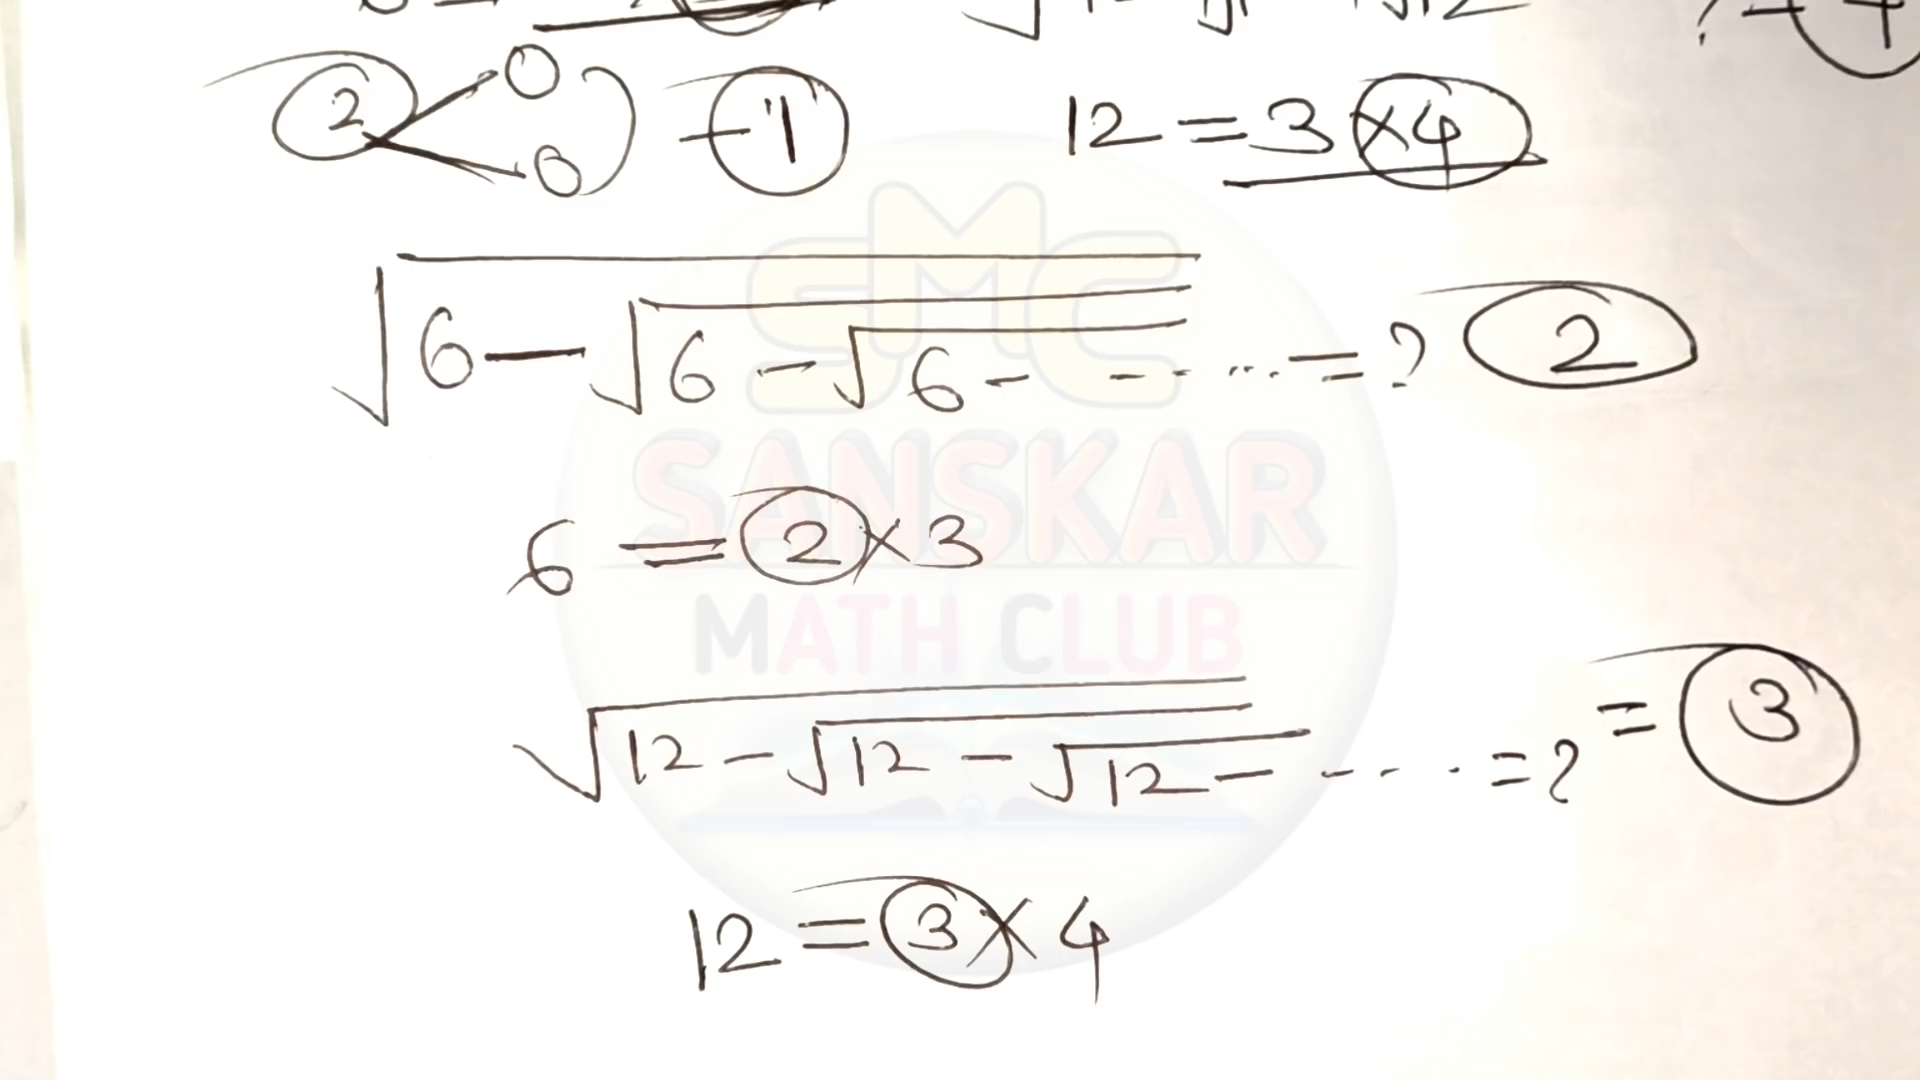 2 0 0 ) - 1
12 = 3 × 4
√6 - √6 - √6 - - - - ... = ? 2
6 = 2 × 3
√12 - √12 - √12 - - - - - = ? = 3
12 = 3 × 4
SMC
SANSKAR
MATH CLUB